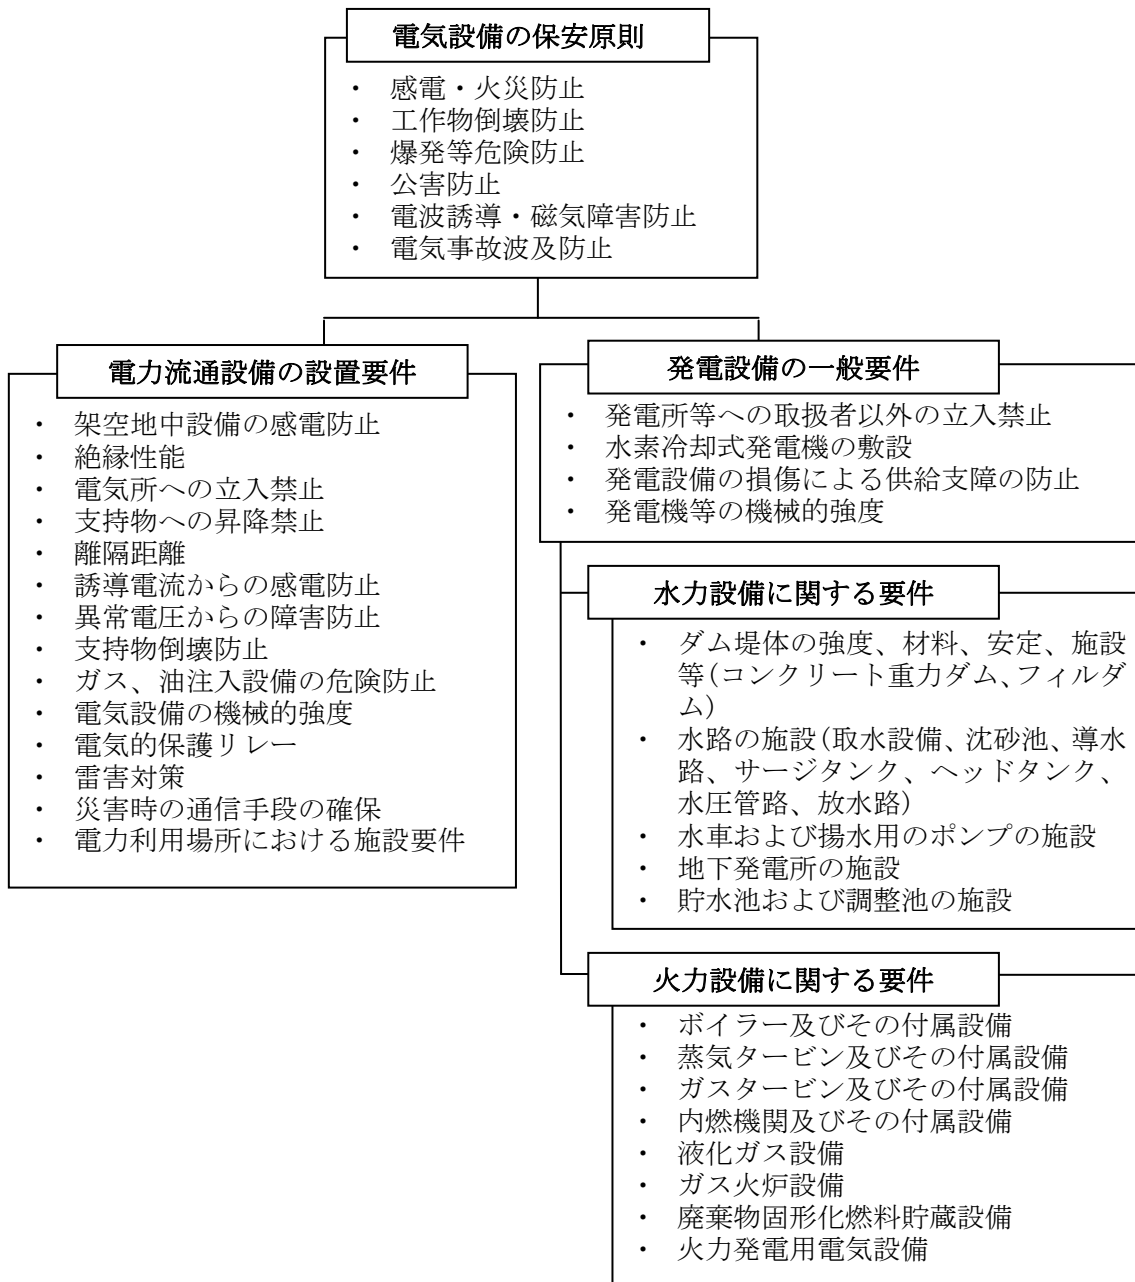 電気設備の保安原則
・ 感電・火災防止
・ 工作物倒壊防止
・ 爆発等危険防止
・ 公害防止
・ 電波誘導・磁気障害防止
・ 電気事故波及防止
電力流通設備の設置要件
・ 架空地中設備の感電防止
・ 絶縁性能
・ 電気所への立入禁止
・ 支持物への昇降禁止
・ 離隔距離
・ 誘導電流からの感電防止
・ 異常電圧からの障害防止
・ 支持物倒壊防止
・ ガス、油注入設備の危険防止
・ 電気設備の機械的強度
・ 電気的保護リレー
・ 雷害対策
・ 災害時の通信手段の確保
・ 電力利用場所における施設要件
発電設備の一般要件
・ 発電所等への取扱者以外の立入禁止
・ 水素冷却式発電機の敷設
・ 発電設備の損傷による供給支障の防止
・ 発電機等の機械的強度
水力設備に関する要件
・ ダム堤体の強度、材料、安定、施設
等(コンクリート重力ダム、フィルダ
ム)
・ 水路の施設(取水設備、沈砂池、導水
路、サージタンク、ヘッドタンク、
水圧管路、放水路)
・ 水車および揚水用のポンプの施設
・ 地下発電所の施設
・ 貯水池および調整池の施設
火力設備に関する要件
・ ボイラー及びその付属設備
・ 蒸気タービン及びその付属設備
・ ガスタービン及びその付属設備
・ 内燃機関及びその付属設備
・ 液化ガス設備
・ ガス火炉設備
・ 廃棄物固形化燃料貯蔵設備
・ 火力発電用電気設備